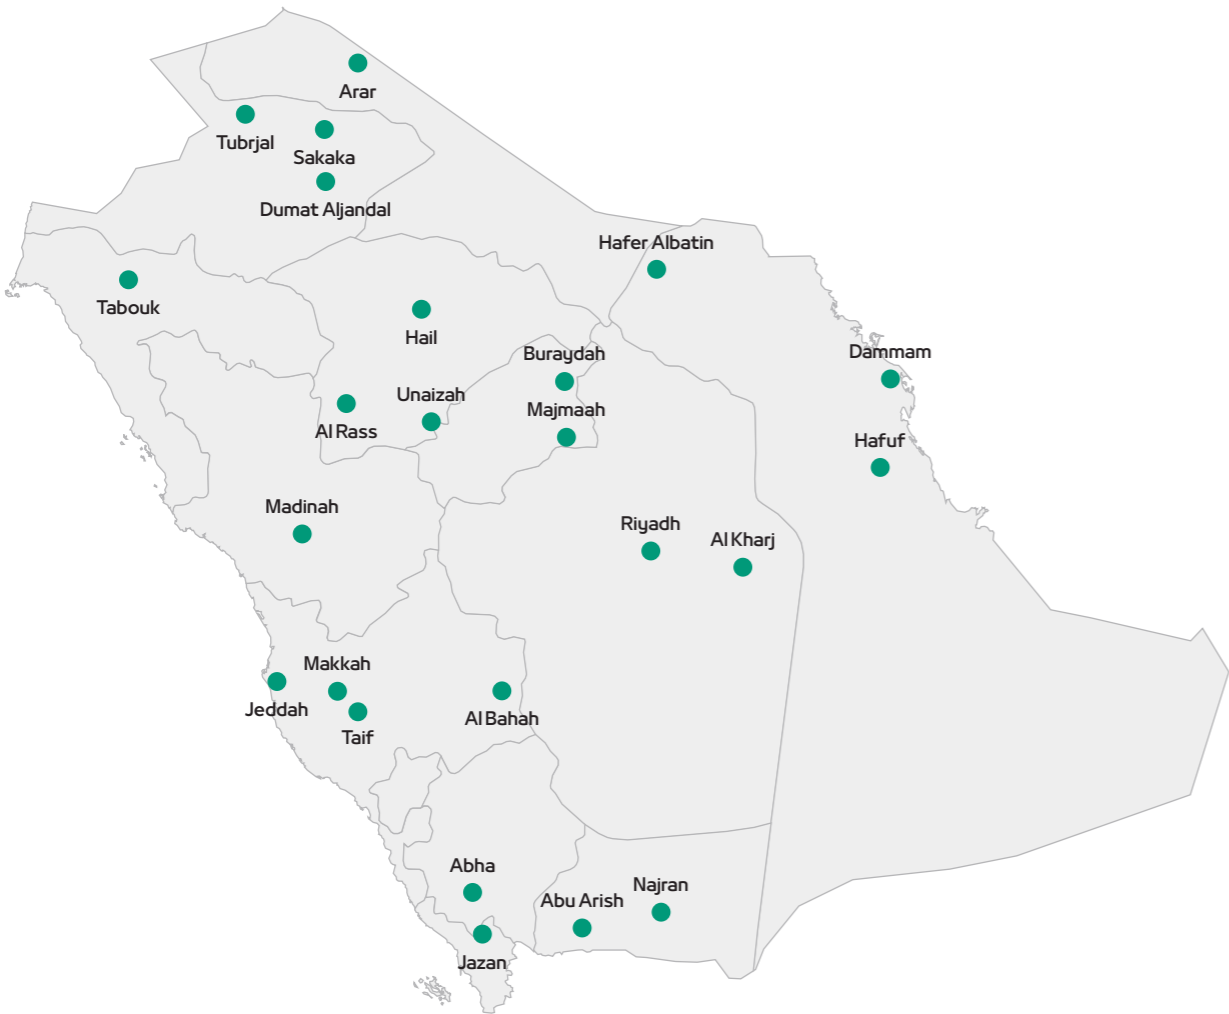 Arar
Tubrjal
Sakaka
Dumat Aljandal
Hafer Albatin
Tabouk
Hail
Buraydah
Dammam
Unaizah
Majmaah
Al Rass
Hafuf
Madinah
Riyadh
Al Kharj
Makkah
Jeddah
Al Bahah
Taif
Abha
Najran
Abu Arish
Jazan